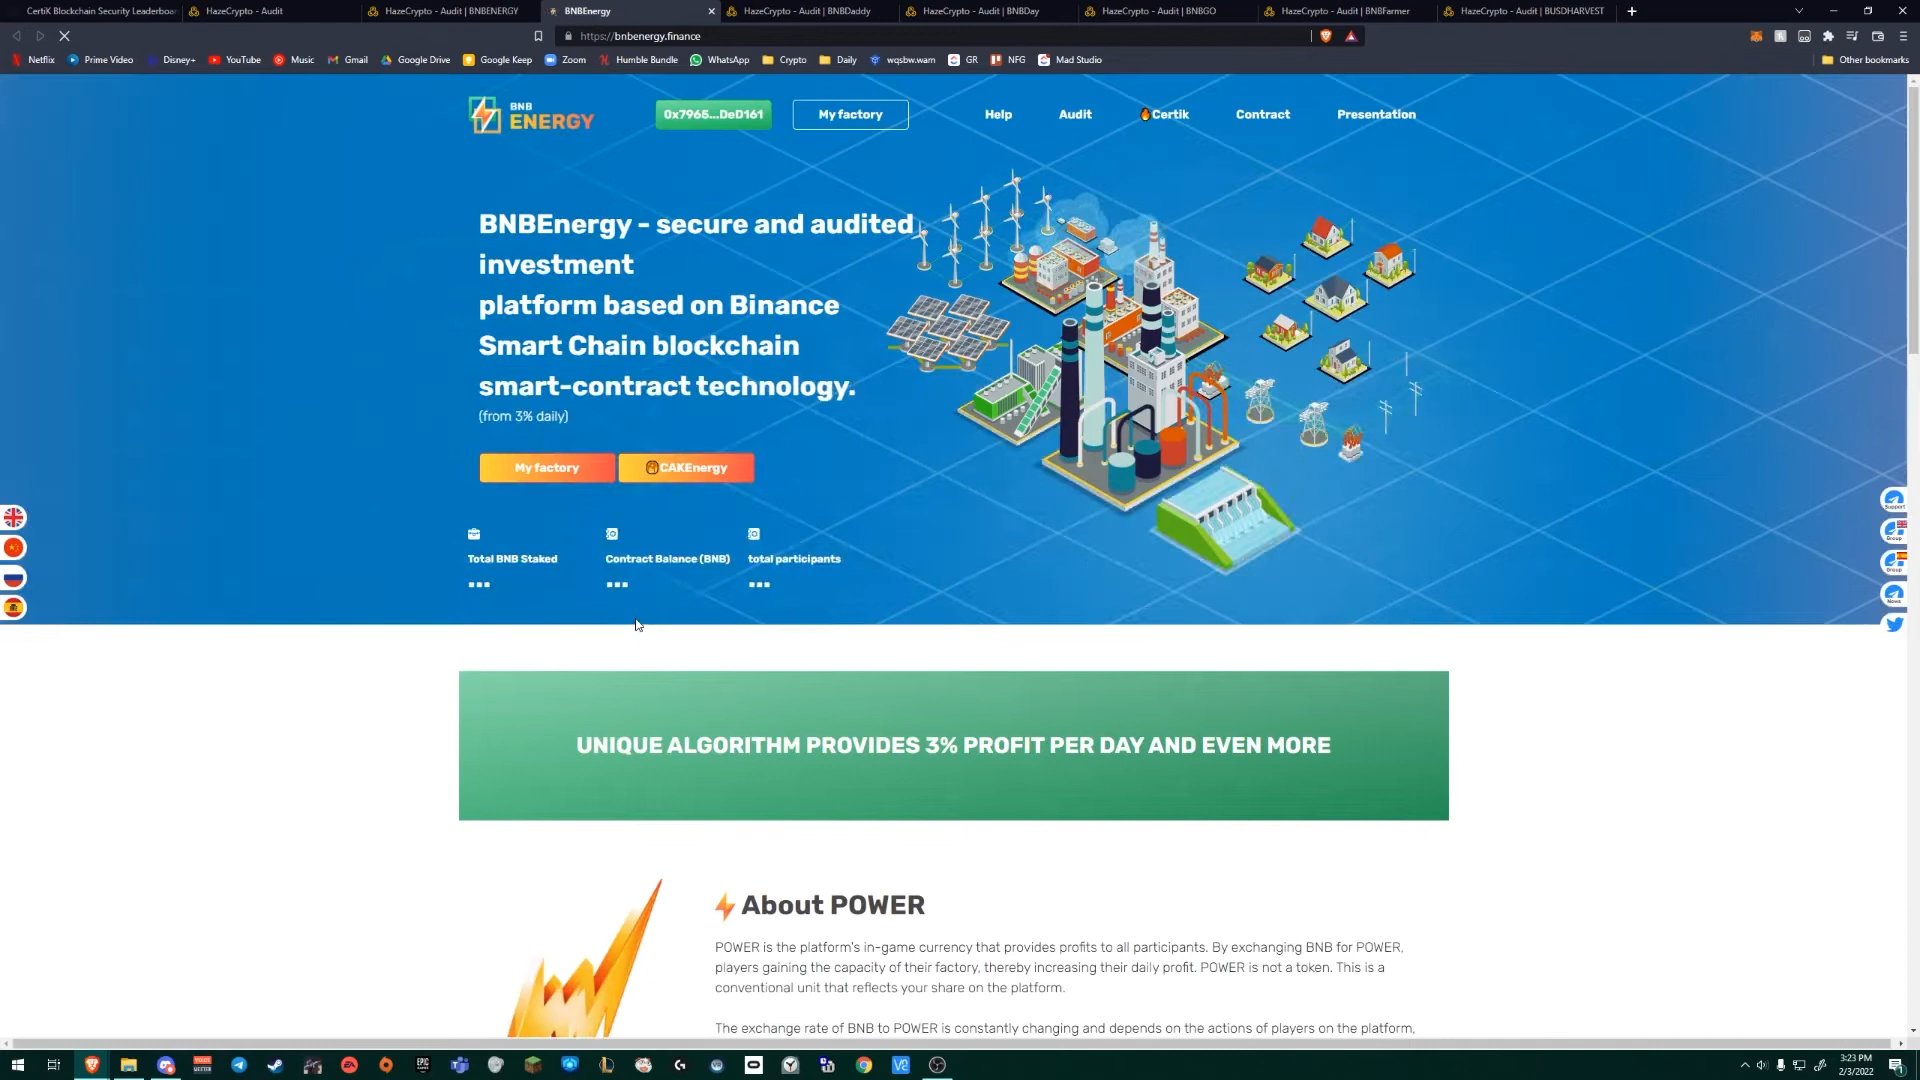 CertiK Blockchain Security Leaderboar
HazeCrypto - Audit
HazeCrypto - Audit | BNBENERGY
BNBEnergy
HazeCrypto - Audit | BNBDaddy
HazeCrypto - Audit | BNBDay
HazeCrypto - Audit | BNBGO
HazeCrypto - Audit | BNBFarmer
HazeCrypto - Audit | BUSDHARVEST
https://bnbenergy.finance
Netflix
Prime Video
Disney+
YouTube
Music
Gmail
Google Drive
Google Keep
Zoom
Humble Bundle
WhatsApp
Crypto
Daily
wqsbw.wam
GR
NFG
Mad Studio
Other bookmarks
BNB
ENERGY
0x7965...DeD161
My factory
Help
Audit
Certik
Contract
Presentation
BNBEnergy - secure and audited
investment
platform based on Binance
Smart Chain blockchain
smart-contract technology.
(from 3% daily)
My factory
CAKEnergy
Total BNB Staked
Contract Balance (BNB)
total participants
Support
Group
Group
News
UNIQUE ALGORITHM PROVIDES 3% PROFIT PER DAY AND EVEN MORE
About POWER
POWER is the platform's in-game currency that provides profits to all participants. By exchanging BNB for POWER,
players gaining the capacity of their factory, thereby increasing their daily profit. POWER is not a token. This is a
conventional unit that reflects your share on the platform.
The exchange rate of BNB to POWER is constantly changing and depends on the actions of players on the platform,
3:23 PM
2/3/2022